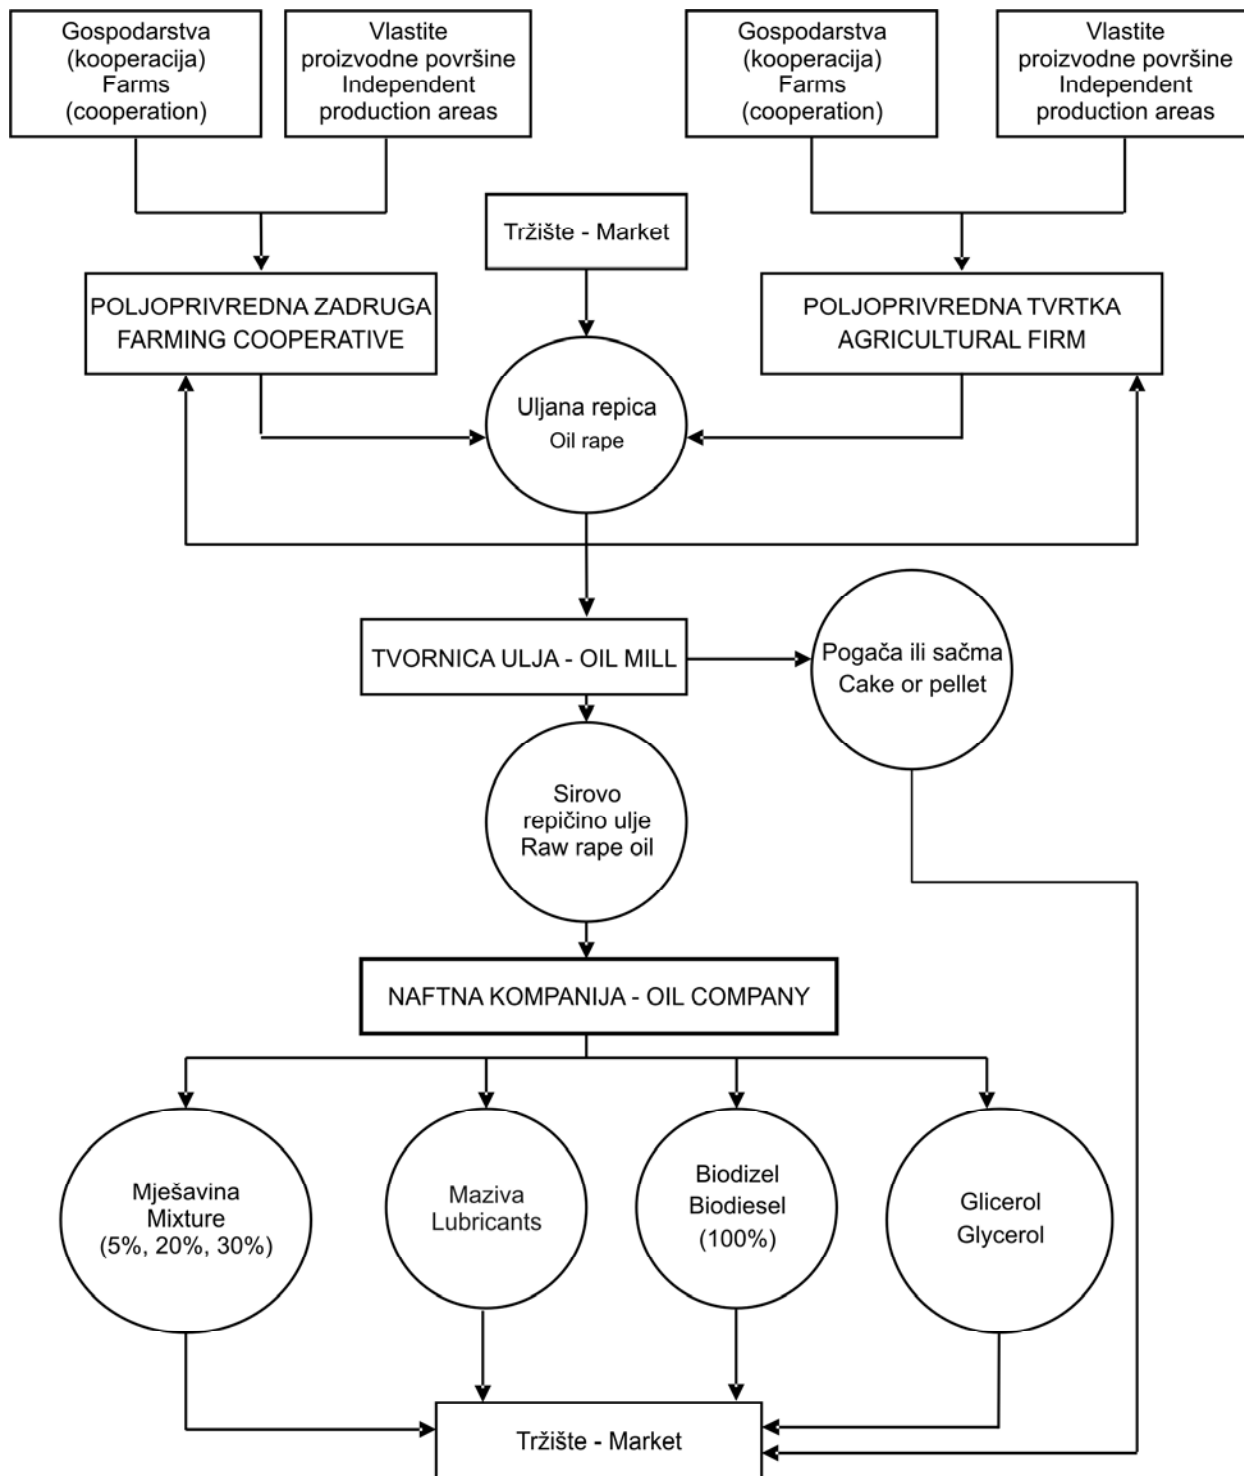 Gospodarstva
(kooperacija)
Farms
(cooperation)
Vlastite
proizvodne površine
Independent
production areas
Gospodarstva
(kooperacija)
Farms
(cooperation)
Vlastite
proizvodne površine
Independent
production areas
Tržište - Market
POLJOPRIVREDNA ZADRUGA
FARMING COOPERATIVE
POLJOPRIVREDNA TVRTKA
AGRICULTURAL FIRM
Uljana repica
Oil rape
TVORNICA ULJA - OIL MILL
Pogača ili sačma
Cake or pellet
Sirovo
repičino ulje
Raw rape oil
NAFTNA KOMPANIJA - OIL COMPANY
Mješavina
Mixture
(5%, 20%, 30%)
Maziva
Lubricants
Biodizel
Biodiesel
(100%)
Glicerol
Glycerol
Tržište - Market